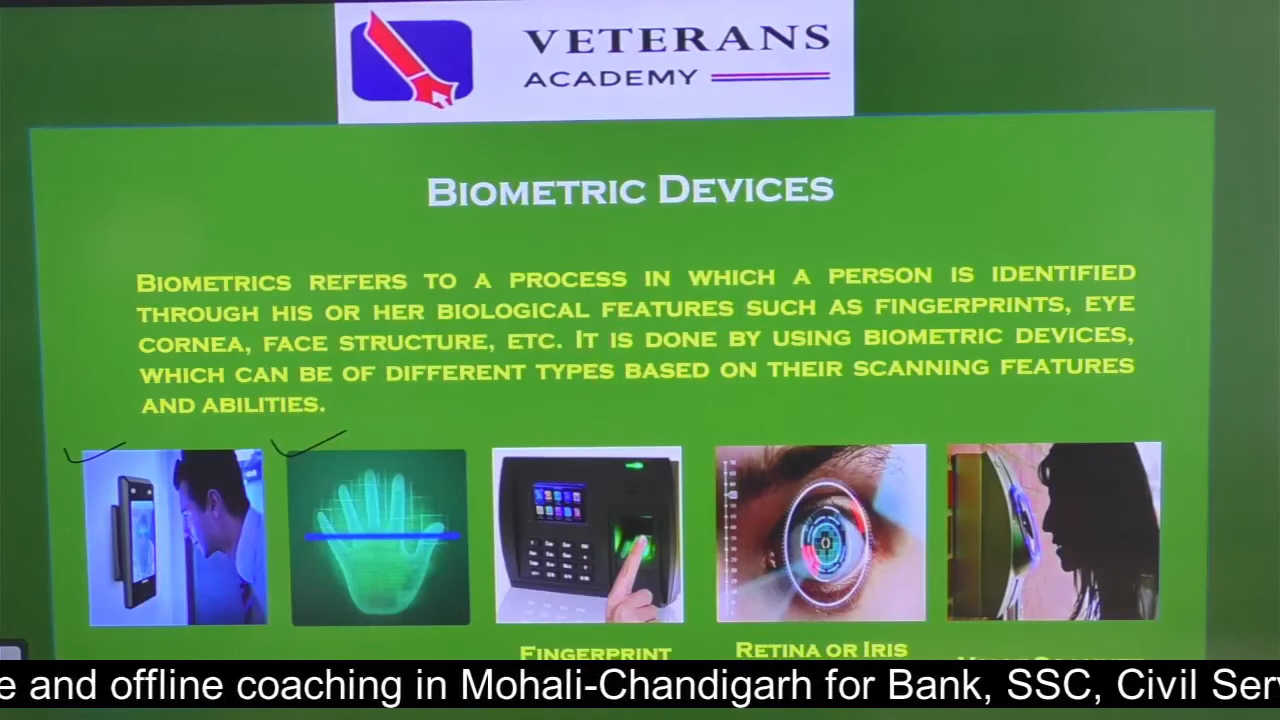 VETERANS
ACADEMY
BIOMETRIC DEVICES
BIOMETRICS REFERS TO A PROCESS IN WHICH A PERSON IS IDENTIFIED
THROUGH HIS OR HER BIOLOGICAL FEATURES SUCH AS FINGERPRINTS, EYE
CORNEA, FACE STRUCTURE, ETC. IT IS DONE BY USING BIOMETRIC DEVICES,
WHICH CAN BE OF DIFFERENT TYPES BASED ON THEIR SCANNING FEATURES
AND ABILITIES.
FINGERPRINT
RETINA OR IRIS
e and offline coaching in Mohali-Chandigarh for Bank, SSC, Civil Serv